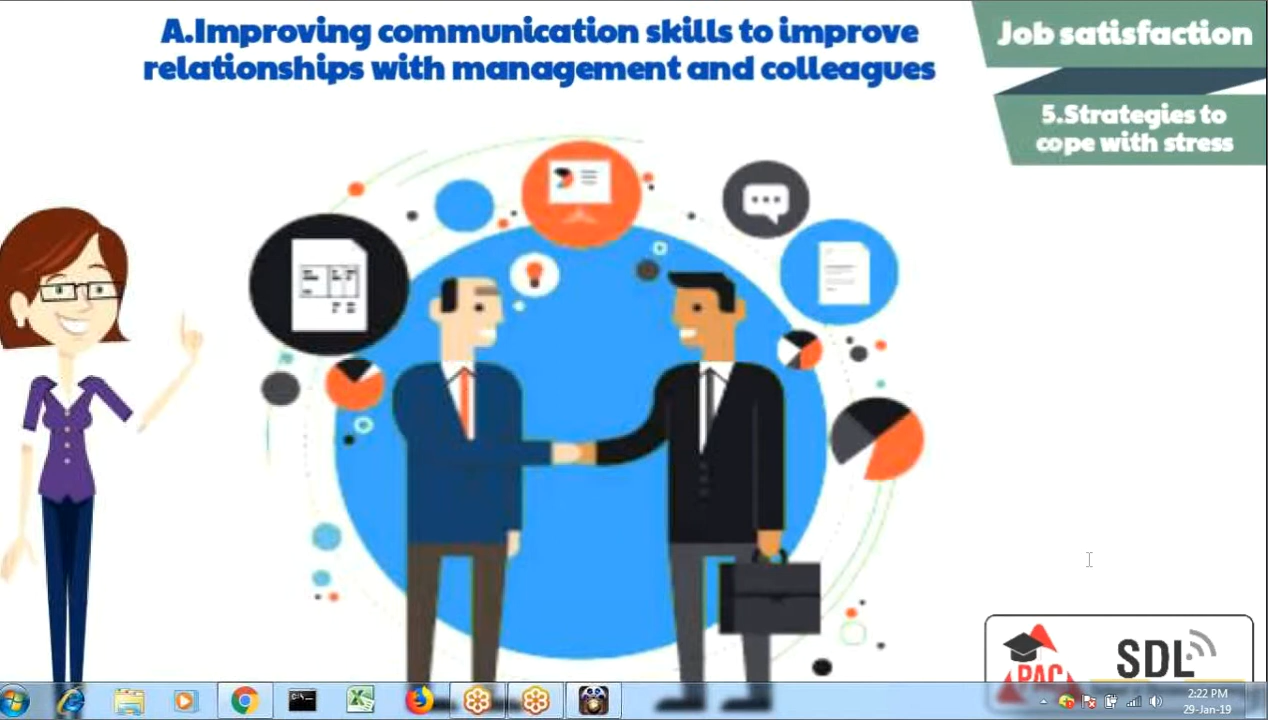 A.Improving communication skills to improve
relationships with management and colleagues
Job satisfaction
5.Strategies to
cope with stress
PAC
SDL
2:22 PM
29-Jan-19